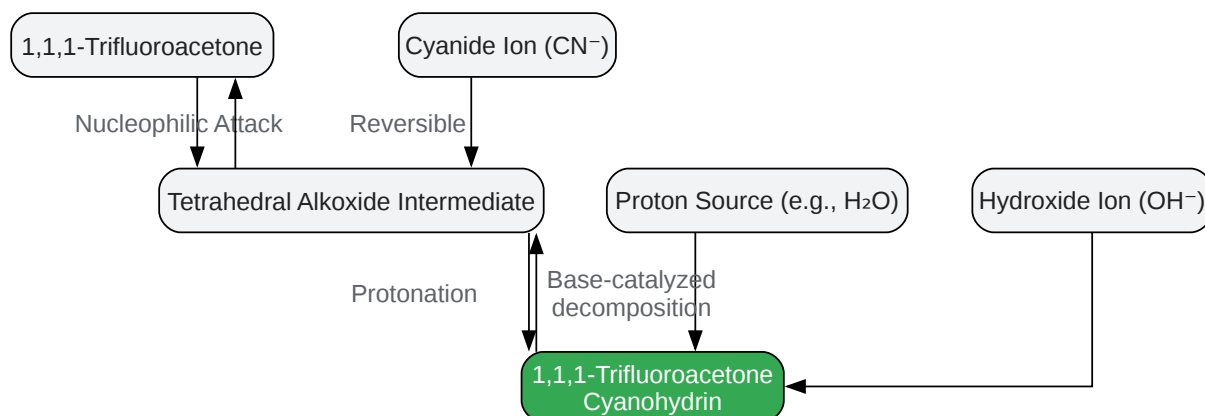 1,1,1-Trifluoroacetone
Cyanide Ion (CN⁻)
Nucleophilic Attack
Reversible
Tetrahedral Alkoxide Intermediate
Proton Source (e.g., H₂O)
Hydroxide Ion (OH⁻)
Protonation
Base-catalyzed
decomposition
1,1,1-Trifluoroacetone
Cyanohydrin